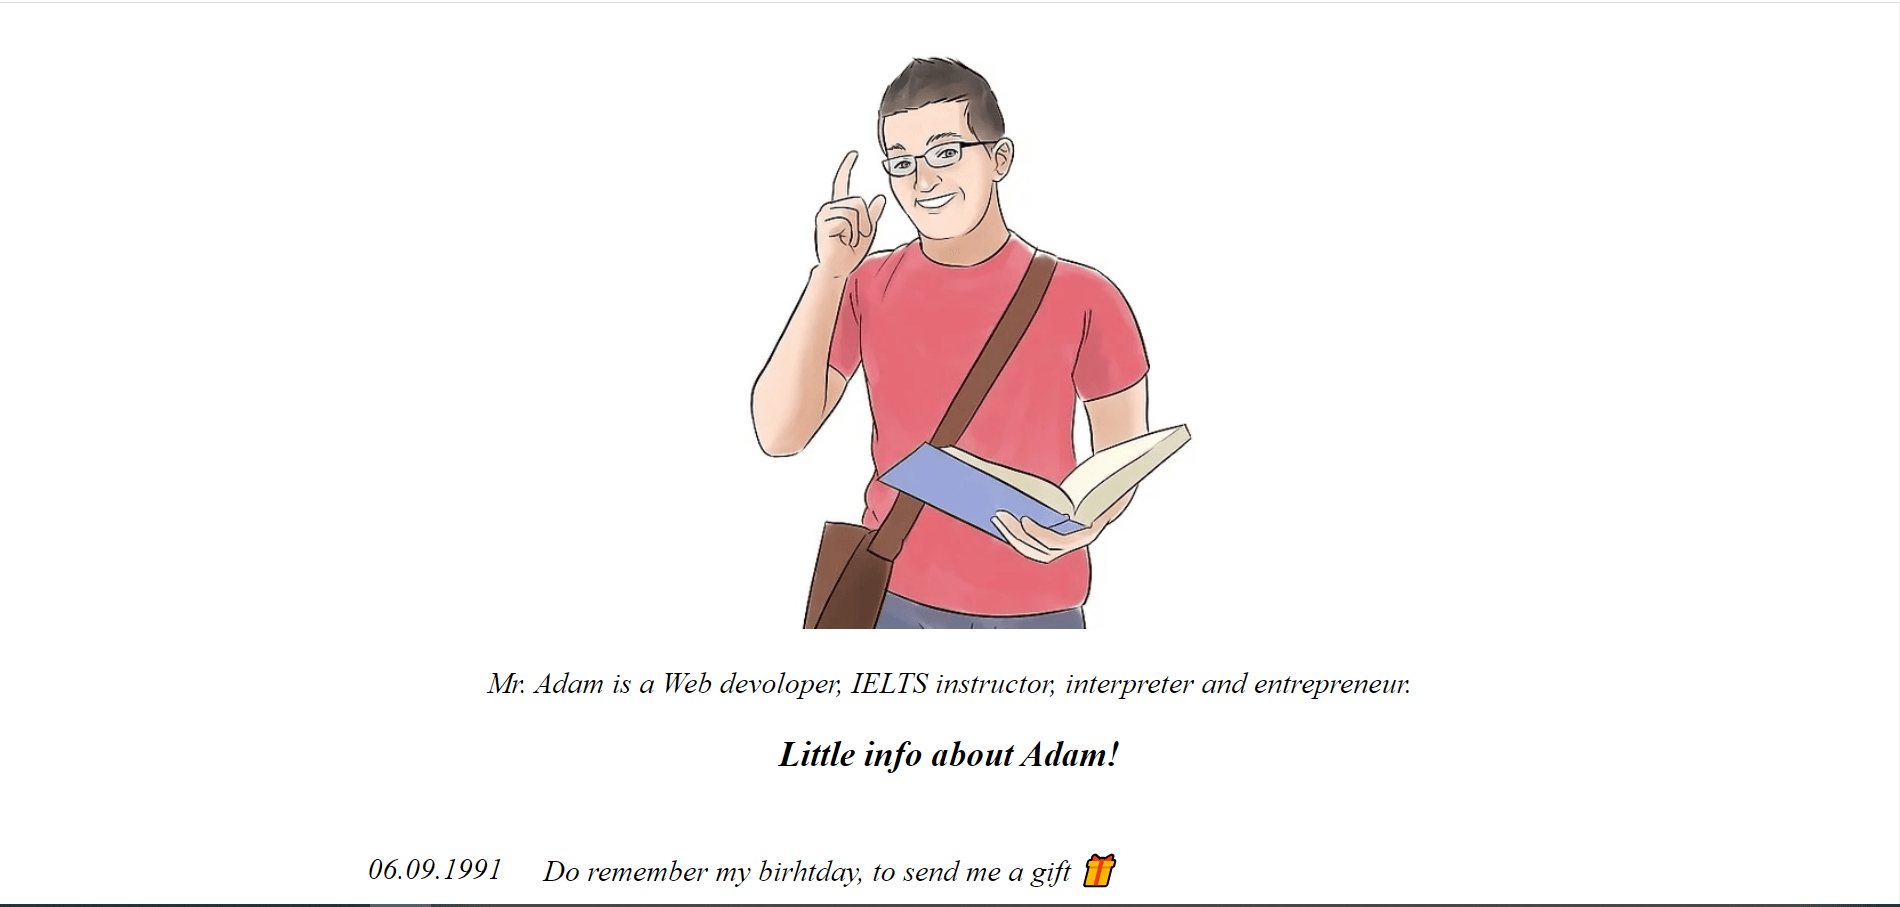 Mr. Adam is a Web devoloper, IELTS instructor, interpreter and entrepreneur.
Little info about Adam!
06.09.1991 Do remember my birhtday, to send me a gift 🎁